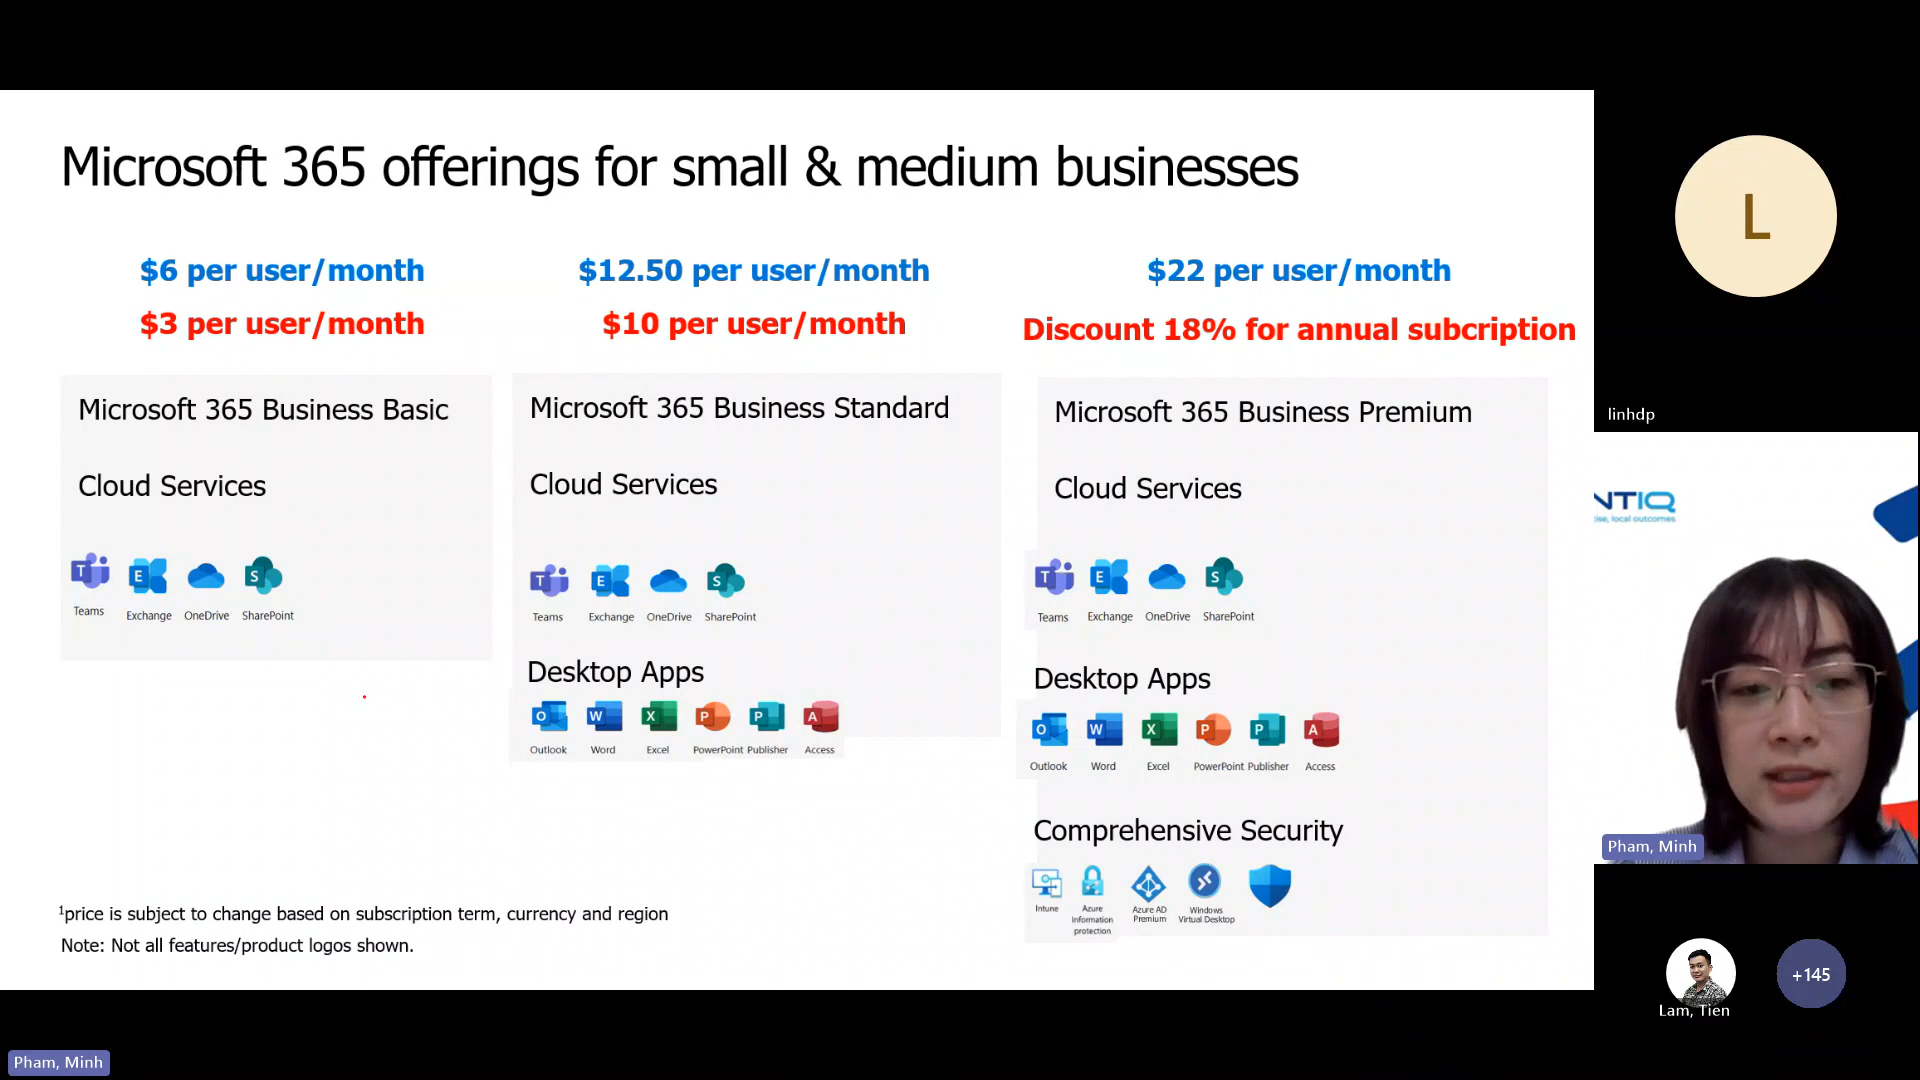 Microsoft 365 offerings for small & medium businesses
$6 per user/month
$3 per user/month
$12.50 per user/month
$10 per user/month
$22 per user/month
Discount 18% for annual subcription
Microsoft 365 Business Basic
Cloud Services
T
E
S
Teams
Exchange
OneDrive
SharePoint
Microsoft 365 Business Standard
Cloud Services
T
E
S
Teams
Exchange
OneDrive
SharePoint
Desktop Apps
O
W
X
P
P
A
Outlook
Word
Excel
PowerPoint
Publisher
Access
Microsoft 365 Business Premium
Cloud Services
T
E
S
Teams
Exchange
OneDrive
SharePoint
Desktop Apps
O
W
X
P
P
A
Outlook
Word
Excel
PowerPoint
Publisher
Access
Comprehensive Security
Intune
Azure
Information
protection
Azure AD
Premium
Windows
Virtual Desktop
1price is subject to change based on subscription term, currency and region
Note: Not all features/product logos shown.
L
linhdp
NTIQ
ise, local outcomes
Pham, Minh
Lam, Tien
+145
Pham, Minh